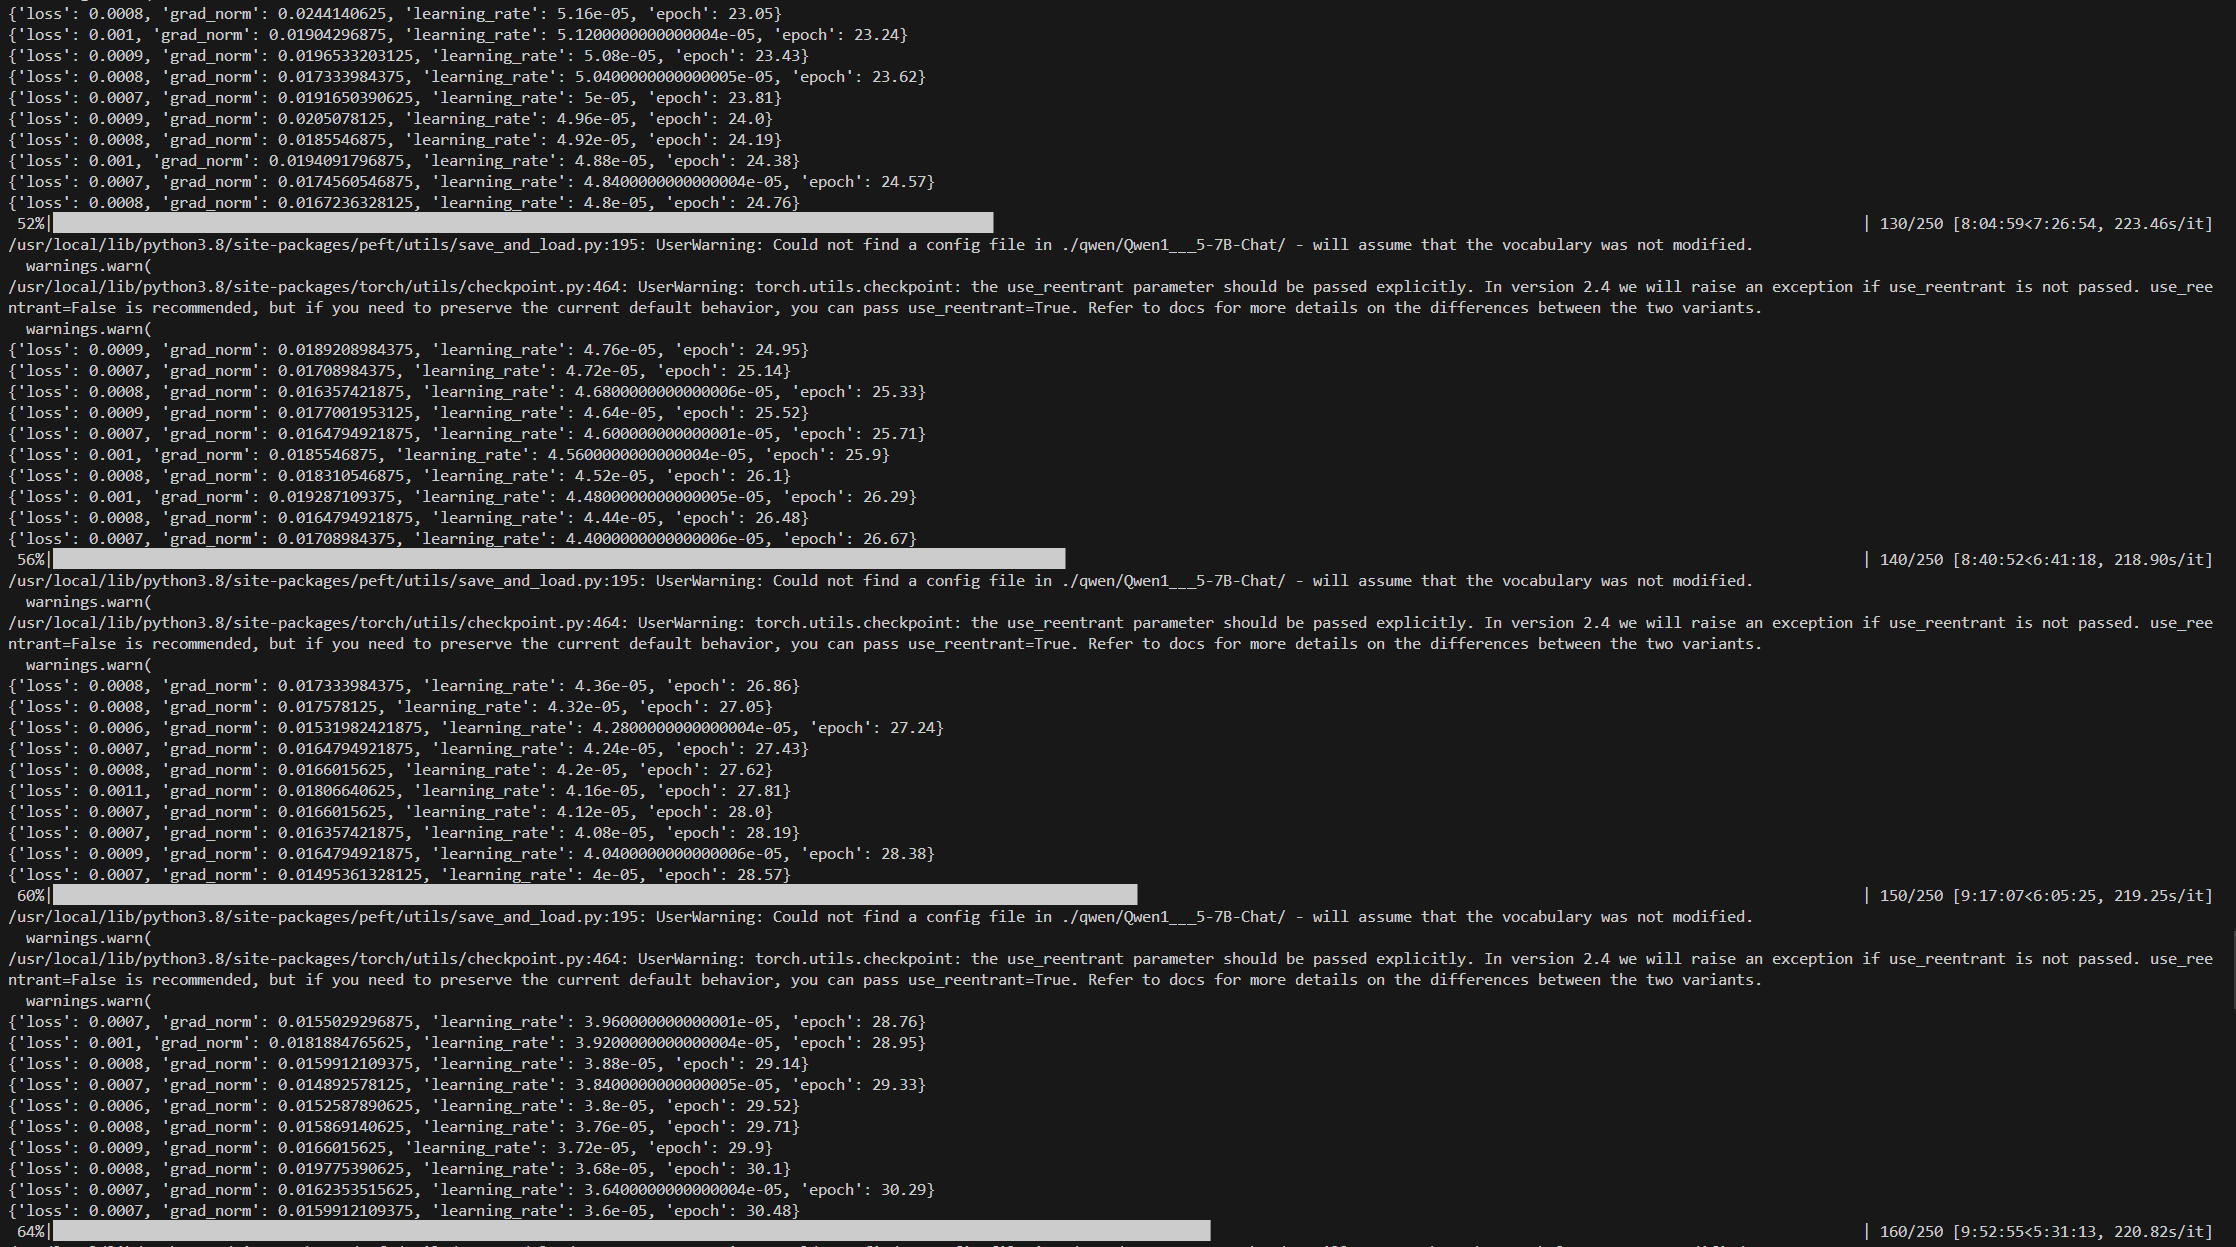 {'loss': 0.0008, 'grad_norm': 0.0244140625, 'learning_rate': 5.16e-05, 'epoch': 23.05}
{'loss': 0.001, 'grad_norm': 0.01904296875, 'learning_rate': 5.1200000000000004e-05, 'epoch': 23.24}
{'loss': 0.0009, 'grad_norm': 0.0196533203125, 'learning_rate': 5.08e-05, 'epoch': 23.43}
{'loss': 0.0008, 'grad_norm': 0.017333984375, 'learning_rate': 5.0400000000000005e-05, 'epoch': 23.62}
{'loss': 0.0007, 'grad_norm': 0.0191650390625, 'learning_rate': 5e-05, 'epoch': 23.81}
{'loss': 0.0009, 'grad_norm': 0.0205078125, 'learning_rate': 4.96e-05, 'epoch': 24.0}
{'loss': 0.0008, 'grad_norm': 0.0185546875, 'learning_rate': 4.92e-05, 'epoch': 24.19}
{'loss': 0.001, 'grad_norm': 0.0194091796875, 'learning_rate': 4.88e-05, 'epoch': 24.38}
{'loss': 0.0007, 'grad_norm': 0.0174560546875, 'learning_rate': 4.8400000000000004e-05, 'epoch': 24.57}
{'loss': 0.0008, 'grad_norm': 0.0167236328125, 'learning_rate': 4.8e-05, 'epoch': 24.76}
52%| | 130/250 [8:04:59<7:26:54, 223.46s/it]
/usr/local/lib/python3.8/site-packages/peft/utils/save_and_load.py:195: UserWarning: Could not find a config file in ./qwen/Qwen1___5-7B-Chat/ - will assume that the vocabulary was not modified.
warnings.warn(
/usr/local/lib/python3.8/site-packages/torch/utils/checkpoint.py:464: UserWarning: torch.utils.checkpoint: the use_reentrant parameter should be passed explicitly. In version 2.4 we will raise an exception if use_reentrant is not passed. use_ree
ntrant=False is recommended, but if you need to preserve the current default behavior, you can pass use_reentrant=True. Refer to docs for more details on the differences between the two variants.
warnings.warn(
{'loss': 0.0009, 'grad_norm': 0.0189208984375, 'learning_rate': 4.76e-05, 'epoch': 24.95}
{'loss': 0.0007, 'grad_norm': 0.01708984375, 'learning_rate': 4.72e-05, 'epoch': 25.14}
{'loss': 0.0008, 'grad_norm': 0.016357421875, 'learning_rate': 4.6800000000000006e-05, 'epoch': 25.33}
{'loss': 0.0009, 'grad_norm': 0.0177001953125, 'learning_rate': 4.64e-05, 'epoch': 25.52}
{'loss': 0.0007, 'grad_norm': 0.0164794921875, 'learning_rate': 4.600000000000001e-05, 'epoch': 25.71}
{'loss': 0.001, 'grad_norm': 0.0185546875, 'learning_rate': 4.5600000000000004e-05, 'epoch': 25.9}
{'loss': 0.0008, 'grad_norm': 0.018310546875, 'learning_rate': 4.52e-05, 'epoch': 26.1}
{'loss': 0.001, 'grad_norm': 0.019287109375, 'learning_rate': 4.4800000000000005e-05, 'epoch': 26.29}
{'loss': 0.0008, 'grad_norm': 0.0164794921875, 'learning_rate': 4.44e-05, 'epoch': 26.48}
{'loss': 0.0007, 'grad_norm': 0.01708984375, 'learning_rate': 4.4000000000000006e-05, 'epoch': 26.67}
56%| | 140/250 [8:40:52<6:41:18, 218.90s/it]
/usr/local/lib/python3.8/site-packages/peft/utils/save_and_load.py:195: UserWarning: Could not find a config file in ./qwen/Qwen1___5-7B-Chat/ - will assume that the vocabulary was not modified.
warnings.warn(
/usr/local/lib/python3.8/site-packages/torch/utils/checkpoint.py:464: UserWarning: torch.utils.checkpoint: the use_reentrant parameter should be passed explicitly. In version 2.4 we will raise an exception if use_reentrant is not passed. use_ree
ntrant=False is recommended, but if you need to preserve the current default behavior, you can pass use_reentrant=True. Refer to docs for more details on the differences between the two variants.
warnings.warn(
{'loss': 0.0008, 'grad_norm': 0.017333984375, 'learning_rate': 4.36e-05, 'epoch': 26.86}
{'loss': 0.0008, 'grad_norm': 0.017578125, 'learning_rate': 4.32e-05, 'epoch': 27.05}
{'loss': 0.0006, 'grad_norm': 0.01531982421875, 'learning_rate': 4.2800000000000004e-05, 'epoch': 27.24}
{'loss': 0.0007, 'grad_norm': 0.0164794921875, 'learning_rate': 4.24e-05, 'epoch': 27.43}
{'loss': 0.0008, 'grad_norm': 0.0166015625, 'learning_rate': 4.2e-05, 'epoch': 27.62}
{'loss': 0.0011, 'grad_norm': 0.01806640625, 'learning_rate': 4.16e-05, 'epoch': 27.81}
{'loss': 0.0007, 'grad_norm': 0.0166015625, 'learning_rate': 4.12e-05, 'epoch': 28.0}
{'loss': 0.0007, 'grad_norm': 0.016357421875, 'learning_rate': 4.08e-05, 'epoch': 28.19}
{'loss': 0.0009, 'grad_norm': 0.0164794921875, 'learning_rate': 4.0400000000000006e-05, 'epoch': 28.38}
{'loss': 0.0007, 'grad_norm': 0.01495361328125, 'learning_rate': 4e-05, 'epoch': 28.57}
60%| | 150/250 [9:17:07<6:05:25, 219.25s/it]
/usr/local/lib/python3.8/site-packages/peft/utils/save_and_load.py:195: UserWarning: Could not find a config file in ./qwen/Qwen1___5-7B-Chat/ - will assume that the vocabulary was not modified.
warnings.warn(
/usr/local/lib/python3.8/site-packages/torch/utils/checkpoint.py:464: UserWarning: torch.utils.checkpoint: the use_reentrant parameter should be passed explicitly. In version 2.4 we will raise an exception if use_reentrant is not passed. use_ree
ntrant=False is recommended, but if you need to preserve the current default behavior, you can pass use_reentrant=True. Refer to docs for more details on the differences between the two variants.
warnings.warn(
{'loss': 0.0007, 'grad_norm': 0.0155029296875, 'learning_rate': 3.960000000000001e-05, 'epoch': 28.76}
{'loss': 0.001, 'grad_norm': 0.0181884765625, 'learning_rate': 3.9200000000000004e-05, 'epoch': 28.95}
{'loss': 0.0008, 'grad_norm': 0.0159912109375, 'learning_rate': 3.88e-05, 'epoch': 29.14}
{'loss': 0.0007, 'grad_norm': 0.014892578125, 'learning_rate': 3.8400000000000005e-05, 'epoch': 29.33}
{'loss': 0.0006, 'grad_norm': 0.0152587890625, 'learning_rate': 3.8e-05, 'epoch': 29.52}
{'loss': 0.0008, 'grad_norm': 0.015869140625, 'learning_rate': 3.76e-05, 'epoch': 29.71}
{'loss': 0.0009, 'grad_norm': 0.0166015625, 'learning_rate': 3.72e-05, 'epoch': 29.9}
{'loss': 0.0008, 'grad_norm': 0.019775390625, 'learning_rate': 3.68e-05, 'epoch': 30.1}
{'loss': 0.0007, 'grad_norm': 0.0162353515625, 'learning_rate': 3.6400000000000004e-05, 'epoch': 30.29}
{'loss': 0.0007, 'grad_norm': 0.0159912109375, 'learning_rate': 3.6e-05, 'epoch': 30.48}
64%| | 160/250 [9:52:55<5:31:13, 220.82s/it]